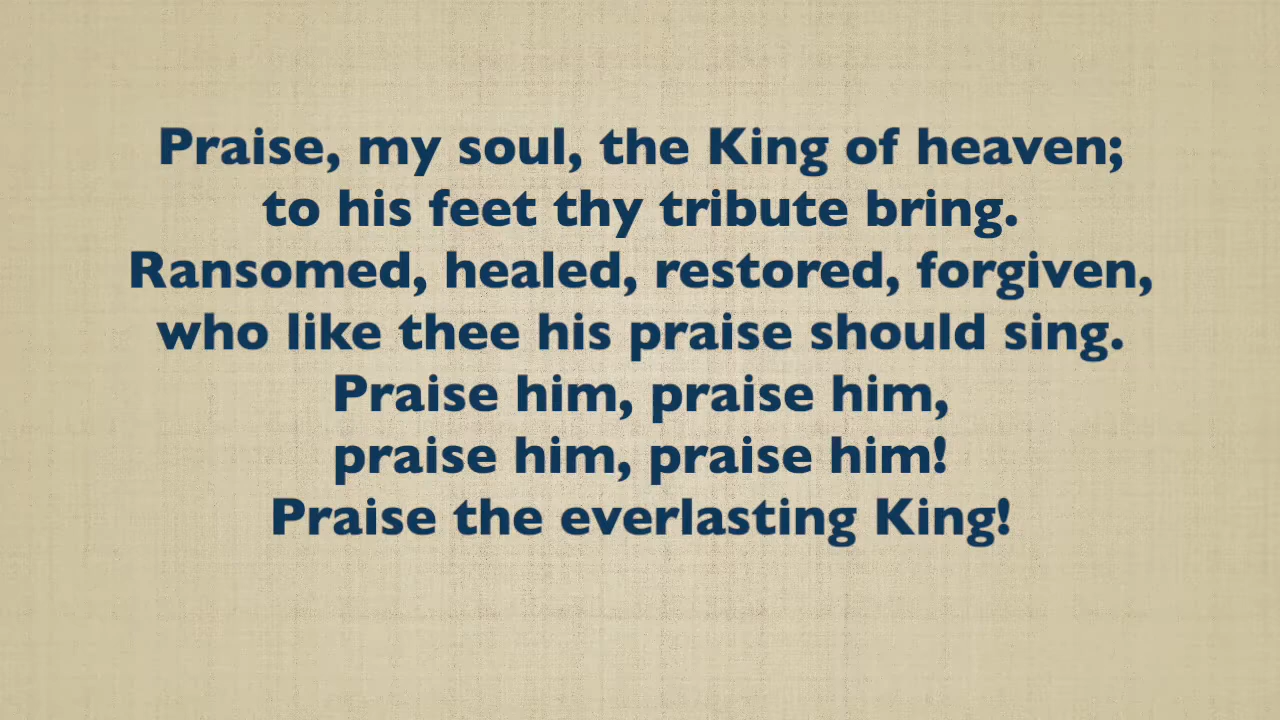 Praise, my soul, the King of heaven;
to his feet thy tribute bring.
Ransomed, healed, restored, forgiven,
who like thee his praise should sing.
Praise him, praise him,
praise him, praise him!
Praise the everlasting King!